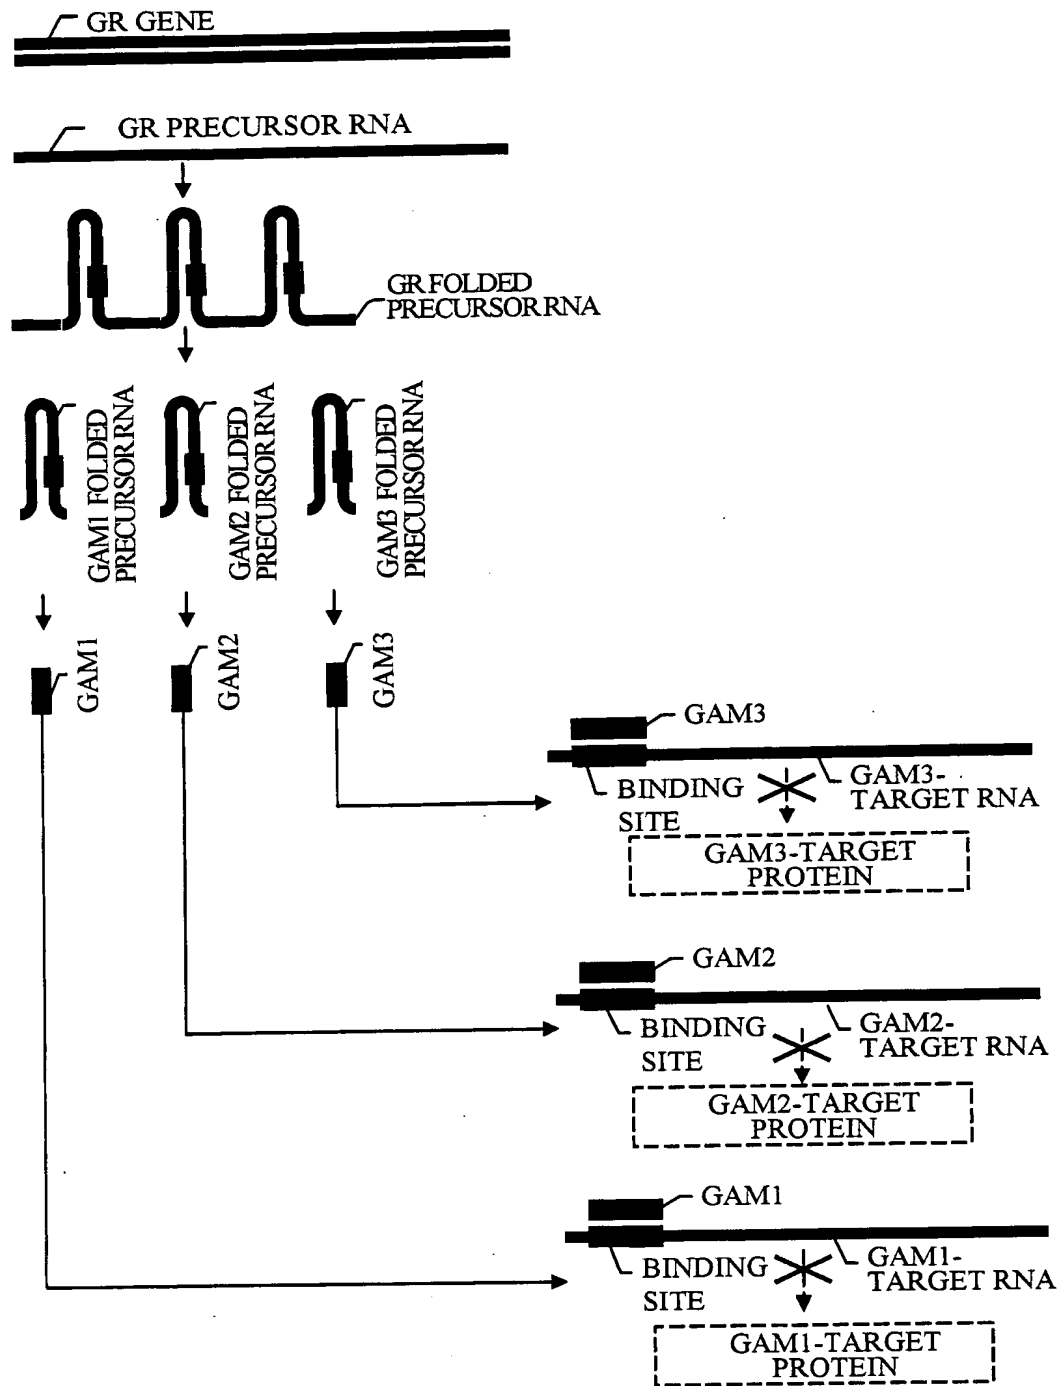 GR GENE
GR PRECURSOR RNA
GR FOLDED
PRECURSOR RNA
GAM1 FOLDED
PRECURSOR RNA
GAM2 FOLDED
PRECURSOR RNA
GAM3 FOLDED
PRECURSOR RNA
GAM1
GAM2
GAM3
GAM3
BINDING
SITE
GAM3-
TARGET RNA
GAM3-TARGET
PROTEIN
GAM2
BINDING
SITE
GAM2-
TARGET RNA
GAM2-TARGET
PROTEIN
GAM1
BINDING
SITE
GAM1-
TARGET RNA
GAM1-TARGET
PROTEIN